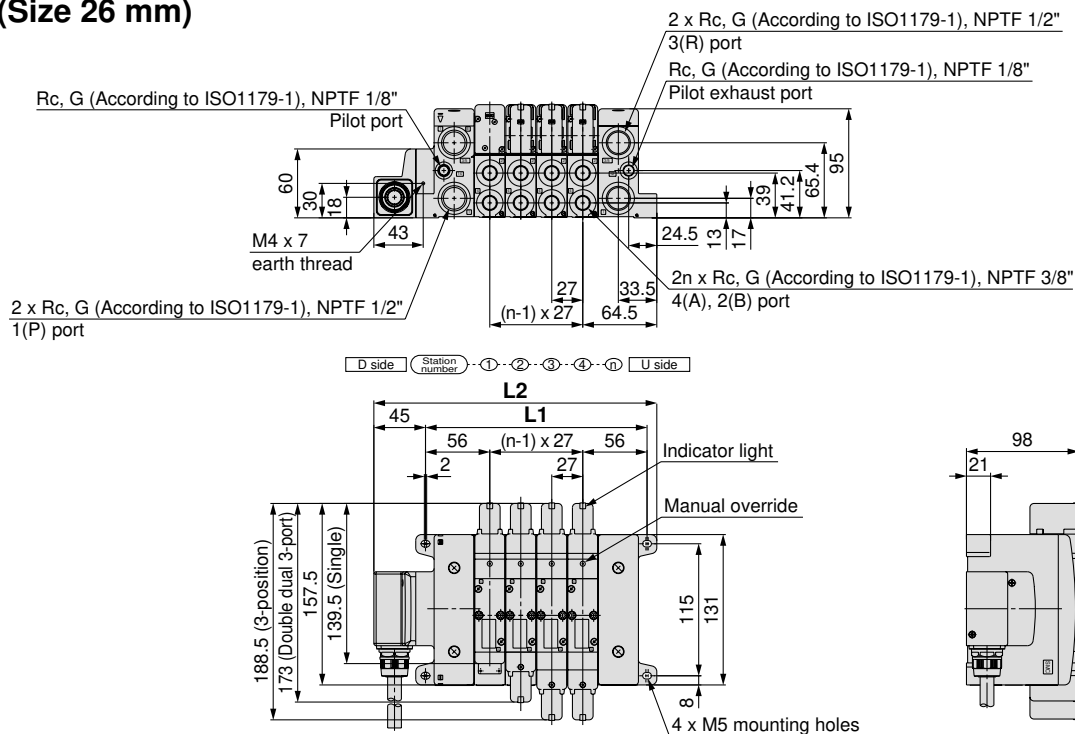 (Size 26 mm)
2 x Rc, G (According to ISO1179-1), NPTF 1/2"
3(R) port
Rc, G (According to ISO1179-1), NPTF 1/8"
Pilot exhaust port
Rc, G (According to ISO1179-1), NPTF 1/8"
Pilot port
60
30
18
43
M4 x 7
earth thread
2 x Rc, G (According to ISO1179-1), NPTF 1/2"
1(P) port
39
41.2
65.4
95
13
17
24.5
27
33.5
(n-1) x 27
64.5
2n x Rc, G (According to ISO1179-1), NPTF 3/8"
4(A), 2(B) port
D side
Station
number
1
2
3
4
n
U side
L2
45
L1
56
(n-1) x 27
56
2
27
Indicator light
Manual override
188.5 (3-position)
173 (Double dual 3-port)
157.5
139.5 (Single)
115
131
8
4 x M5 mounting holes
98
21